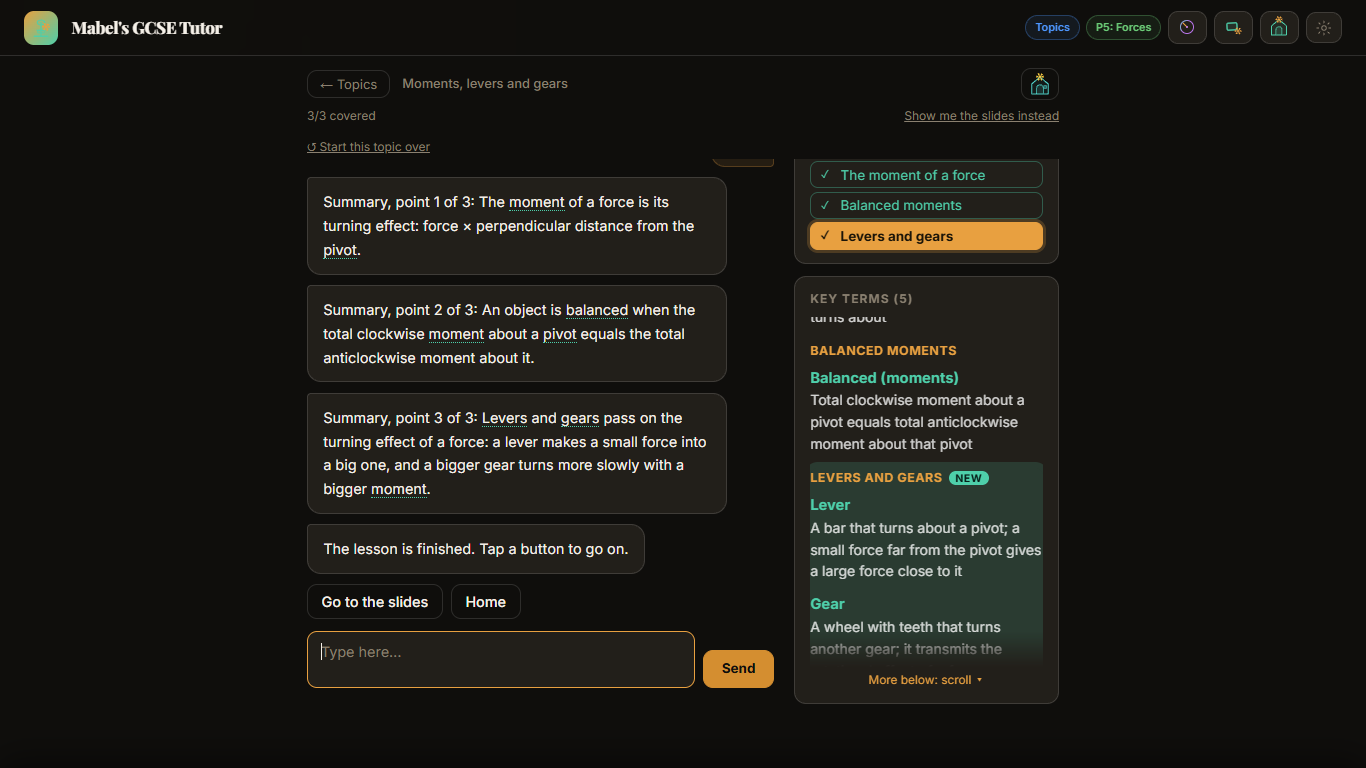 Mabel's GCSE Tutor
Topics
P5: Forces
← Topics
Moments, levers and gears
3/3 covered
Show me the slides instead
↺ Start this topic over
Summary, point 1 of 3: The moment of a force is its
turning effect: force × perpendicular distance from the
pivot.
Summary, point 2 of 3: An object is balanced when the
total clockwise moment about a pivot equals the total
anticlockwise moment about it.
Summary, point 3 of 3: Levers and gears pass on the
turning effect of a force: a lever makes a small force into
a big one, and a bigger gear turns more slowly with a
bigger moment.
The lesson is finished. Tap a button to go on.
Go to the slides
Home
Type here...
Send
✓ The moment of a force
✓ Balanced moments
✓ Levers and gears
KEY TERMS (5)
turns about
BALANCED MOMENTS
Balanced (moments)
Total clockwise moment about a
pivot equals total anticlockwise
moment about that pivot
LEVERS AND GEARS NEW
Lever
A bar that turns about a pivot; a
small force far from the pivot gives
a large force close to it
Gear
A wheel with teeth that turns
another gear; it transmits the
More below: scroll ▾